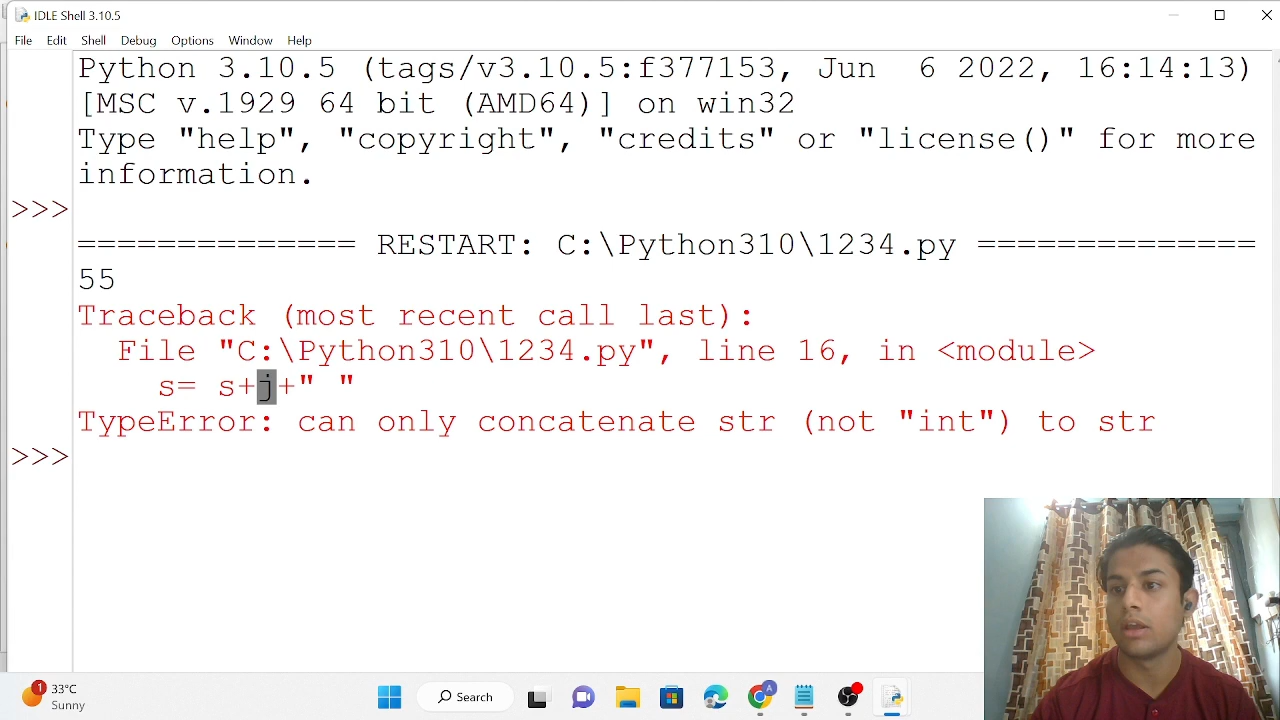 IDLE Shell 3.10.5
File Edit Shell Debug Options Window Help
Python 3.10.5 (tags/v3.10.5:f377153, Jun  6 2022, 16:14:13)
[MSC v.1929 64 bit (AMD64)] on win32
Type "help", "copyright", "credits" or "license()" for more
information.
>>>
============== RESTART: C:\Python310\1234.py ==============
55
Traceback (most recent call last):
  File "C:\Python310\1234.py", line 16, in <module>
    s= s+j+" "
TypeError: can only concatenate str (not "int") to str
>>>
1
33°C
Sunny
Search
A